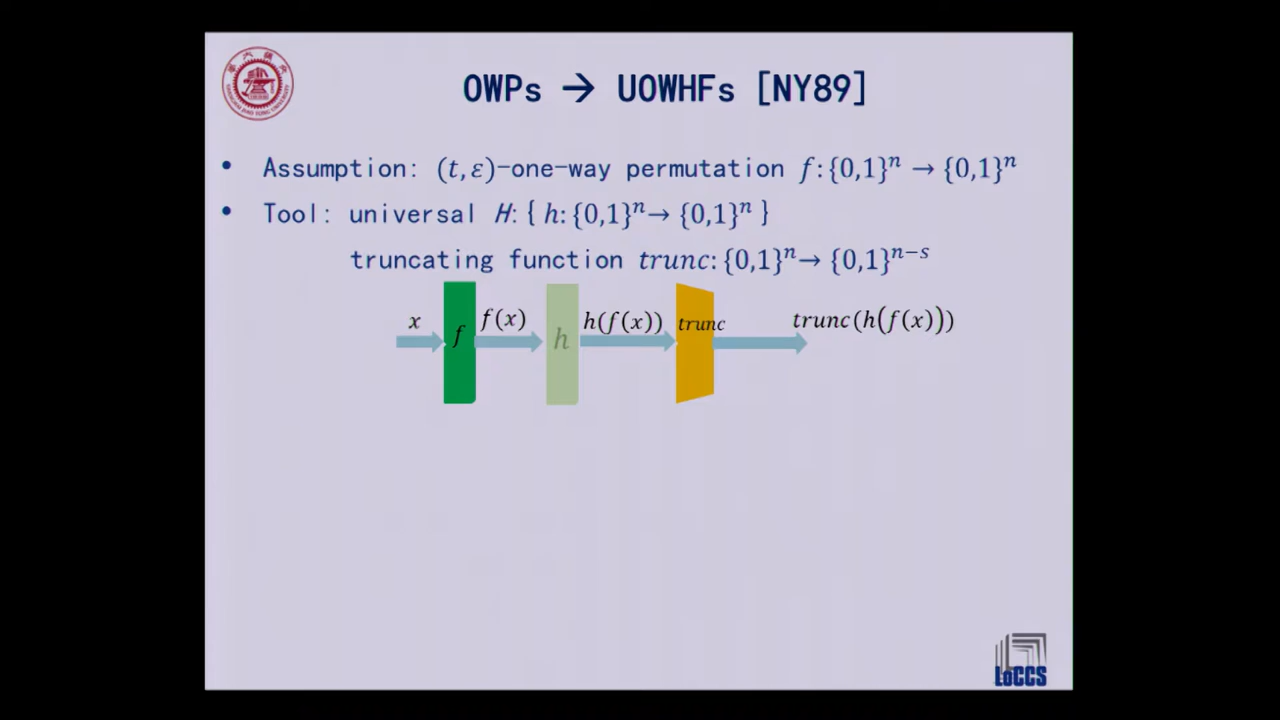 OWPs → UOWHFs [NY89]
• Assumption: (t, ε)-one-way permutation f: {0,1}ⁿ → {0,1}ⁿ
• Tool: universal H: { h: {0,1}ⁿ → {0,1}ⁿ }
truncating function trunc: {0,1}ⁿ → {0,1}ⁿ⁻ˢ
x f f(x) h h(f(x)) trunc trunc(h(f(x)))
LoCCS